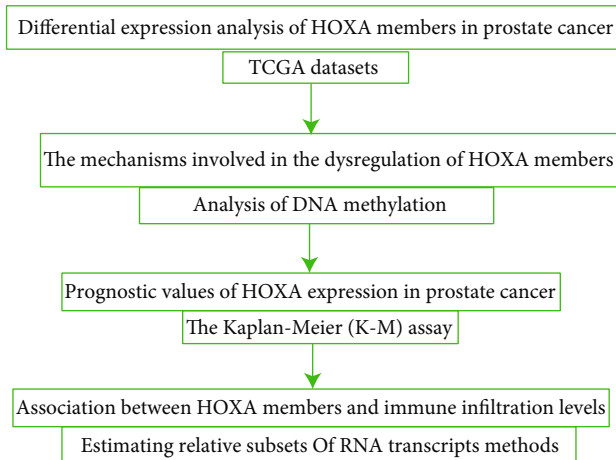 Differential expression analysis of HOXA members in prostate cancer
TCGA datasets
The mechanisms involved in the dysregulation of HOXA members
Analysis of DNA methylation
Prognostic values of HOXA expression in prostate cancer
The Kaplan-Meier (K-M) assay
Association between HOXA members and immune infiltration levels
Estimating relative subsets Of RNA transcripts methods